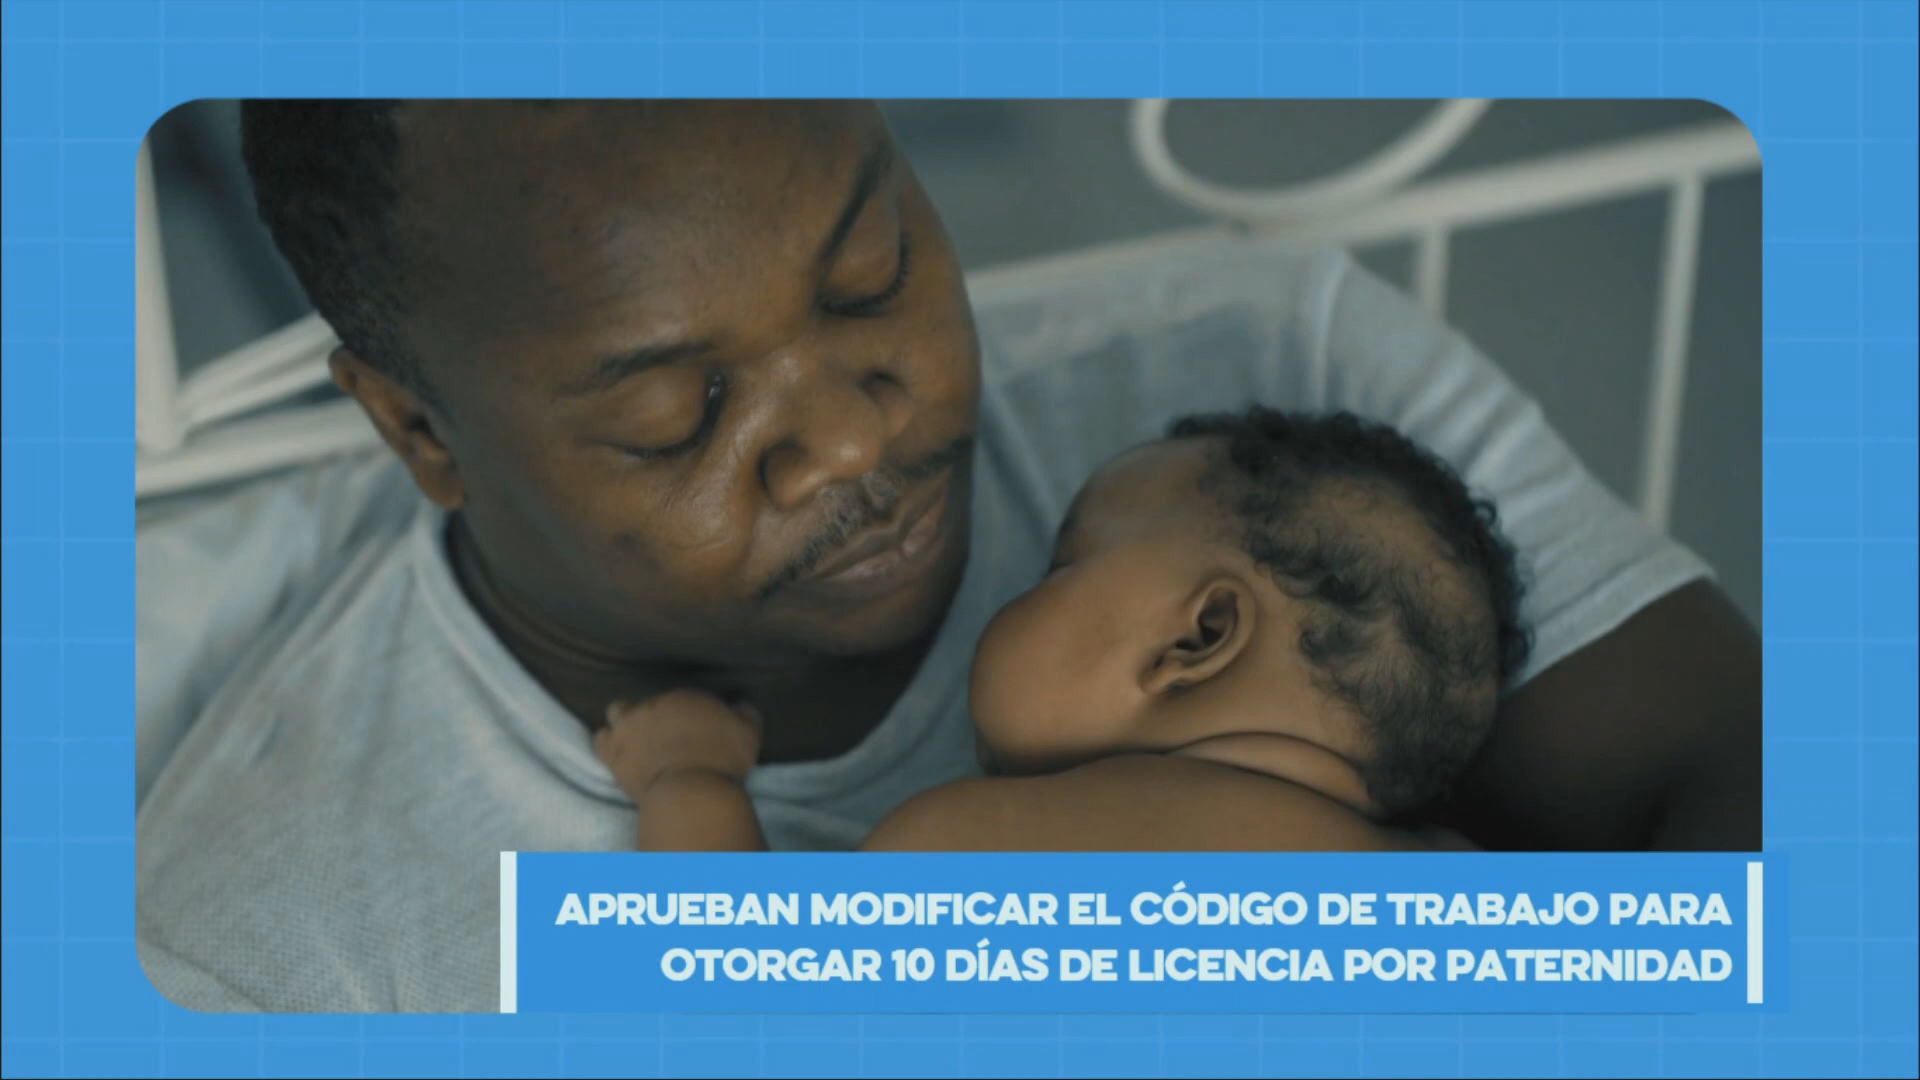 APRUEBAN MODIFICAR EL CÓDIGO DE TRABAJO PARA
OTORGAR 10 DÍAS DE LICENCIA POR PATERNIDAD